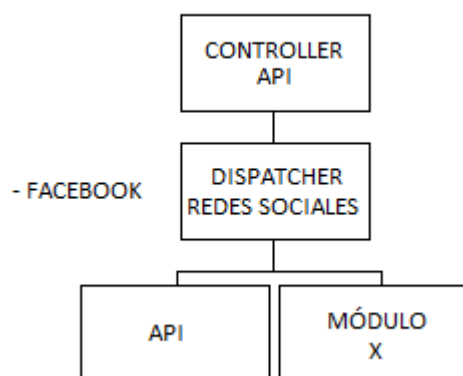 CONTROLLER
API
- FACEBOOK
DISPATCHER
REDES SOCIALES
API
MÓDULO
X